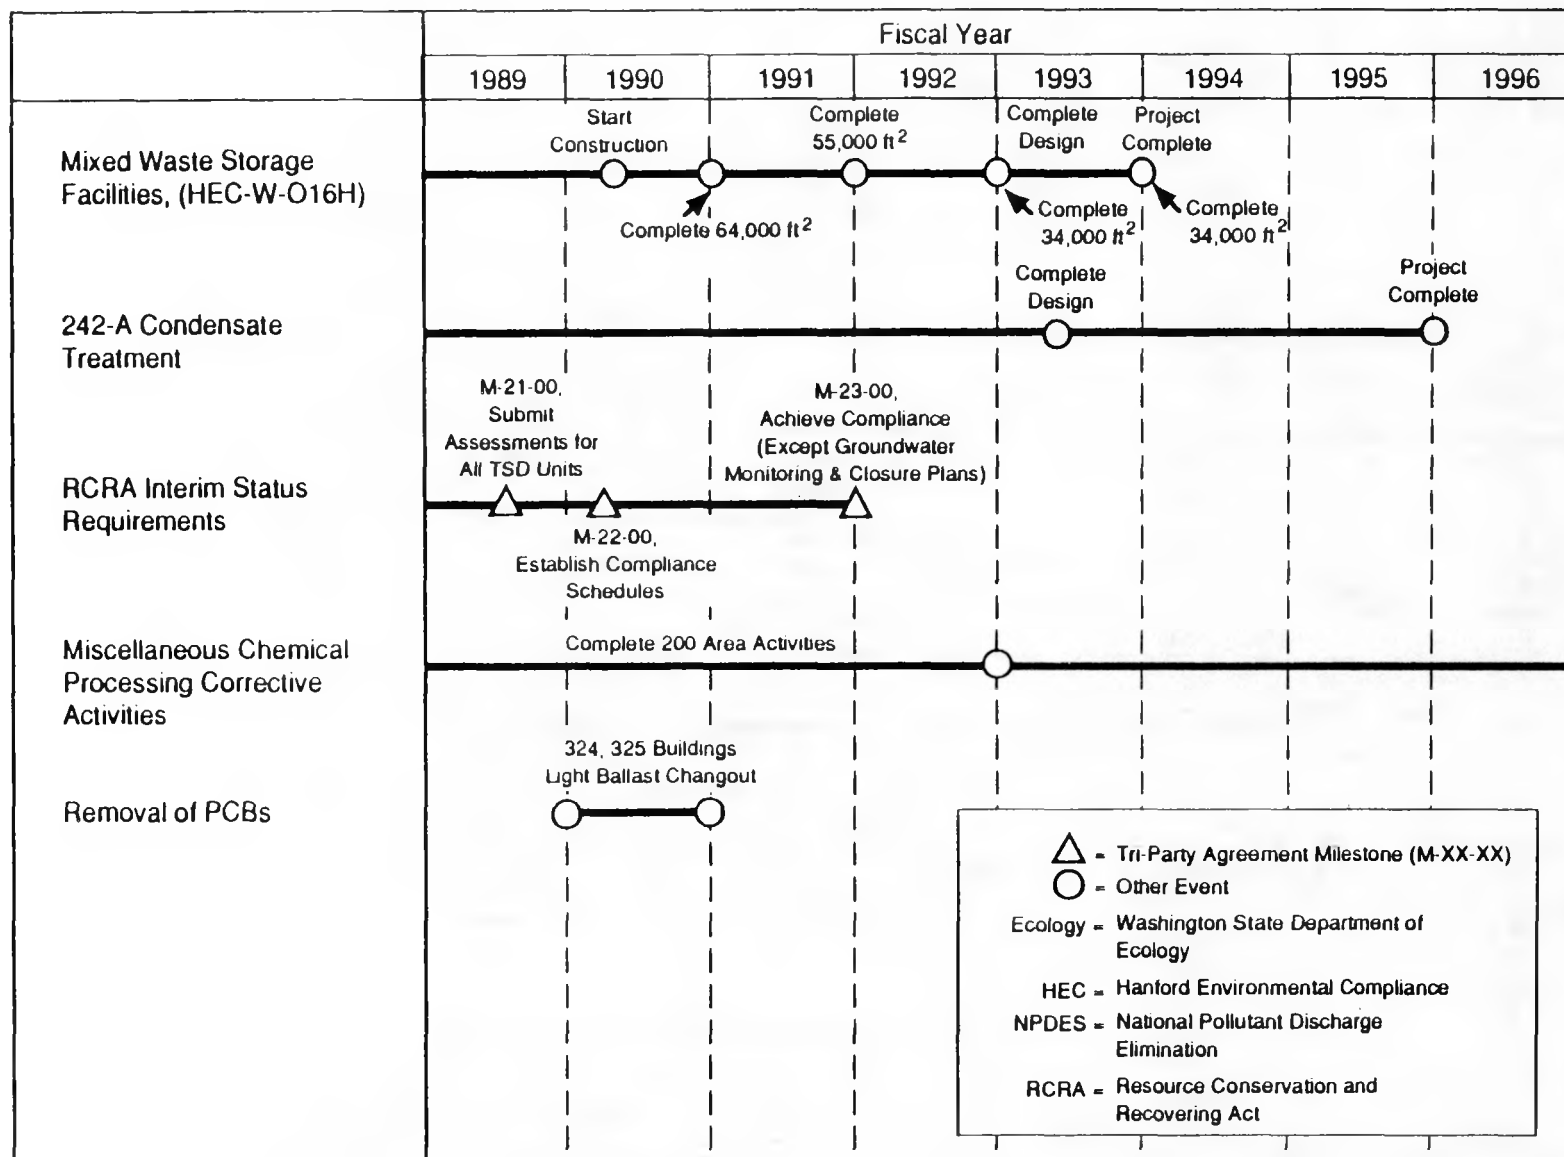 Fiscal Year
1989 1990 1991 1992 1993 1994 1995 1996
Mixed Waste Storage
Facilities, (HEC-W-O16H)
Start
Construction
Complete 64,000 ft2
Complete
55,000 ft2
Complete
Design
Complete
34,000 ft2
Project
Complete
Complete
34,000 ft2
242-A Condensate
Treatment
Complete
Design
Project
Complete
RCRA Interim Status
Requirements
M-21-00,
Submit
Assessments for
All TSD Units
M-22-00,
Establish Compliance
Schedules
M-23-00,
Achieve Compliance
(Except Groundwater
Monitoring & Closure Plans)
Miscellaneous Chemical
Processing Corrective
Activities
Complete 200 Area Activities
Removal of PCBs
324, 325 Buildings
Light Ballast Changout
= Tri-Party Agreement Milestone (M-XX-XX)
= Other Event
Ecology = Washington State Department of
Ecology
HEC = Hanford Environmental Compliance
NPDES = National Pollutant Discharge
Elimination
RCRA = Resource Conservation and
Recovering Act